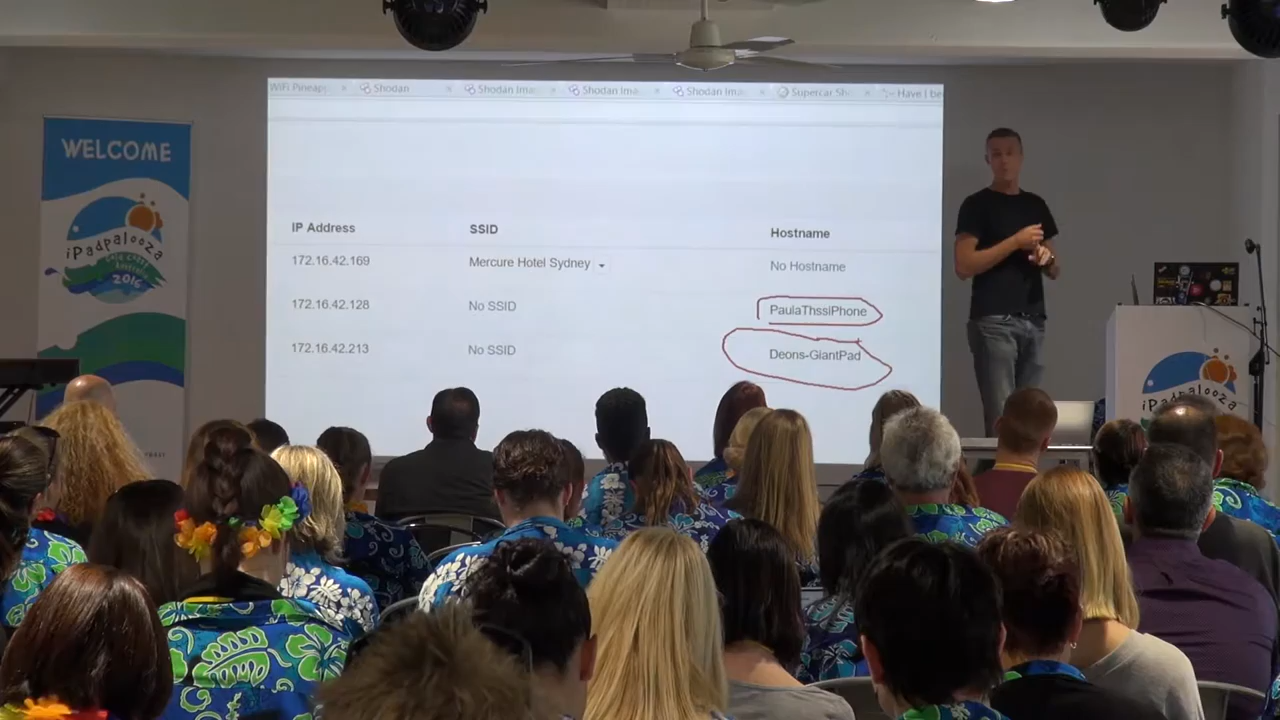 WiFi Pineap
Shodan
Shodan Ima
Shodan Ima
Shodan Ima
Supercar Sh
Have I be
WELCOME
iPadpalooza
2016
IP Address SSID Hostname
172.16.42.169 Mercure Hotel Sydney No Hostname
172.16.42.128 No SSID PaulaThssiPhone
172.16.42.213 No SSID Deons-GiantPad
iPadpalooza